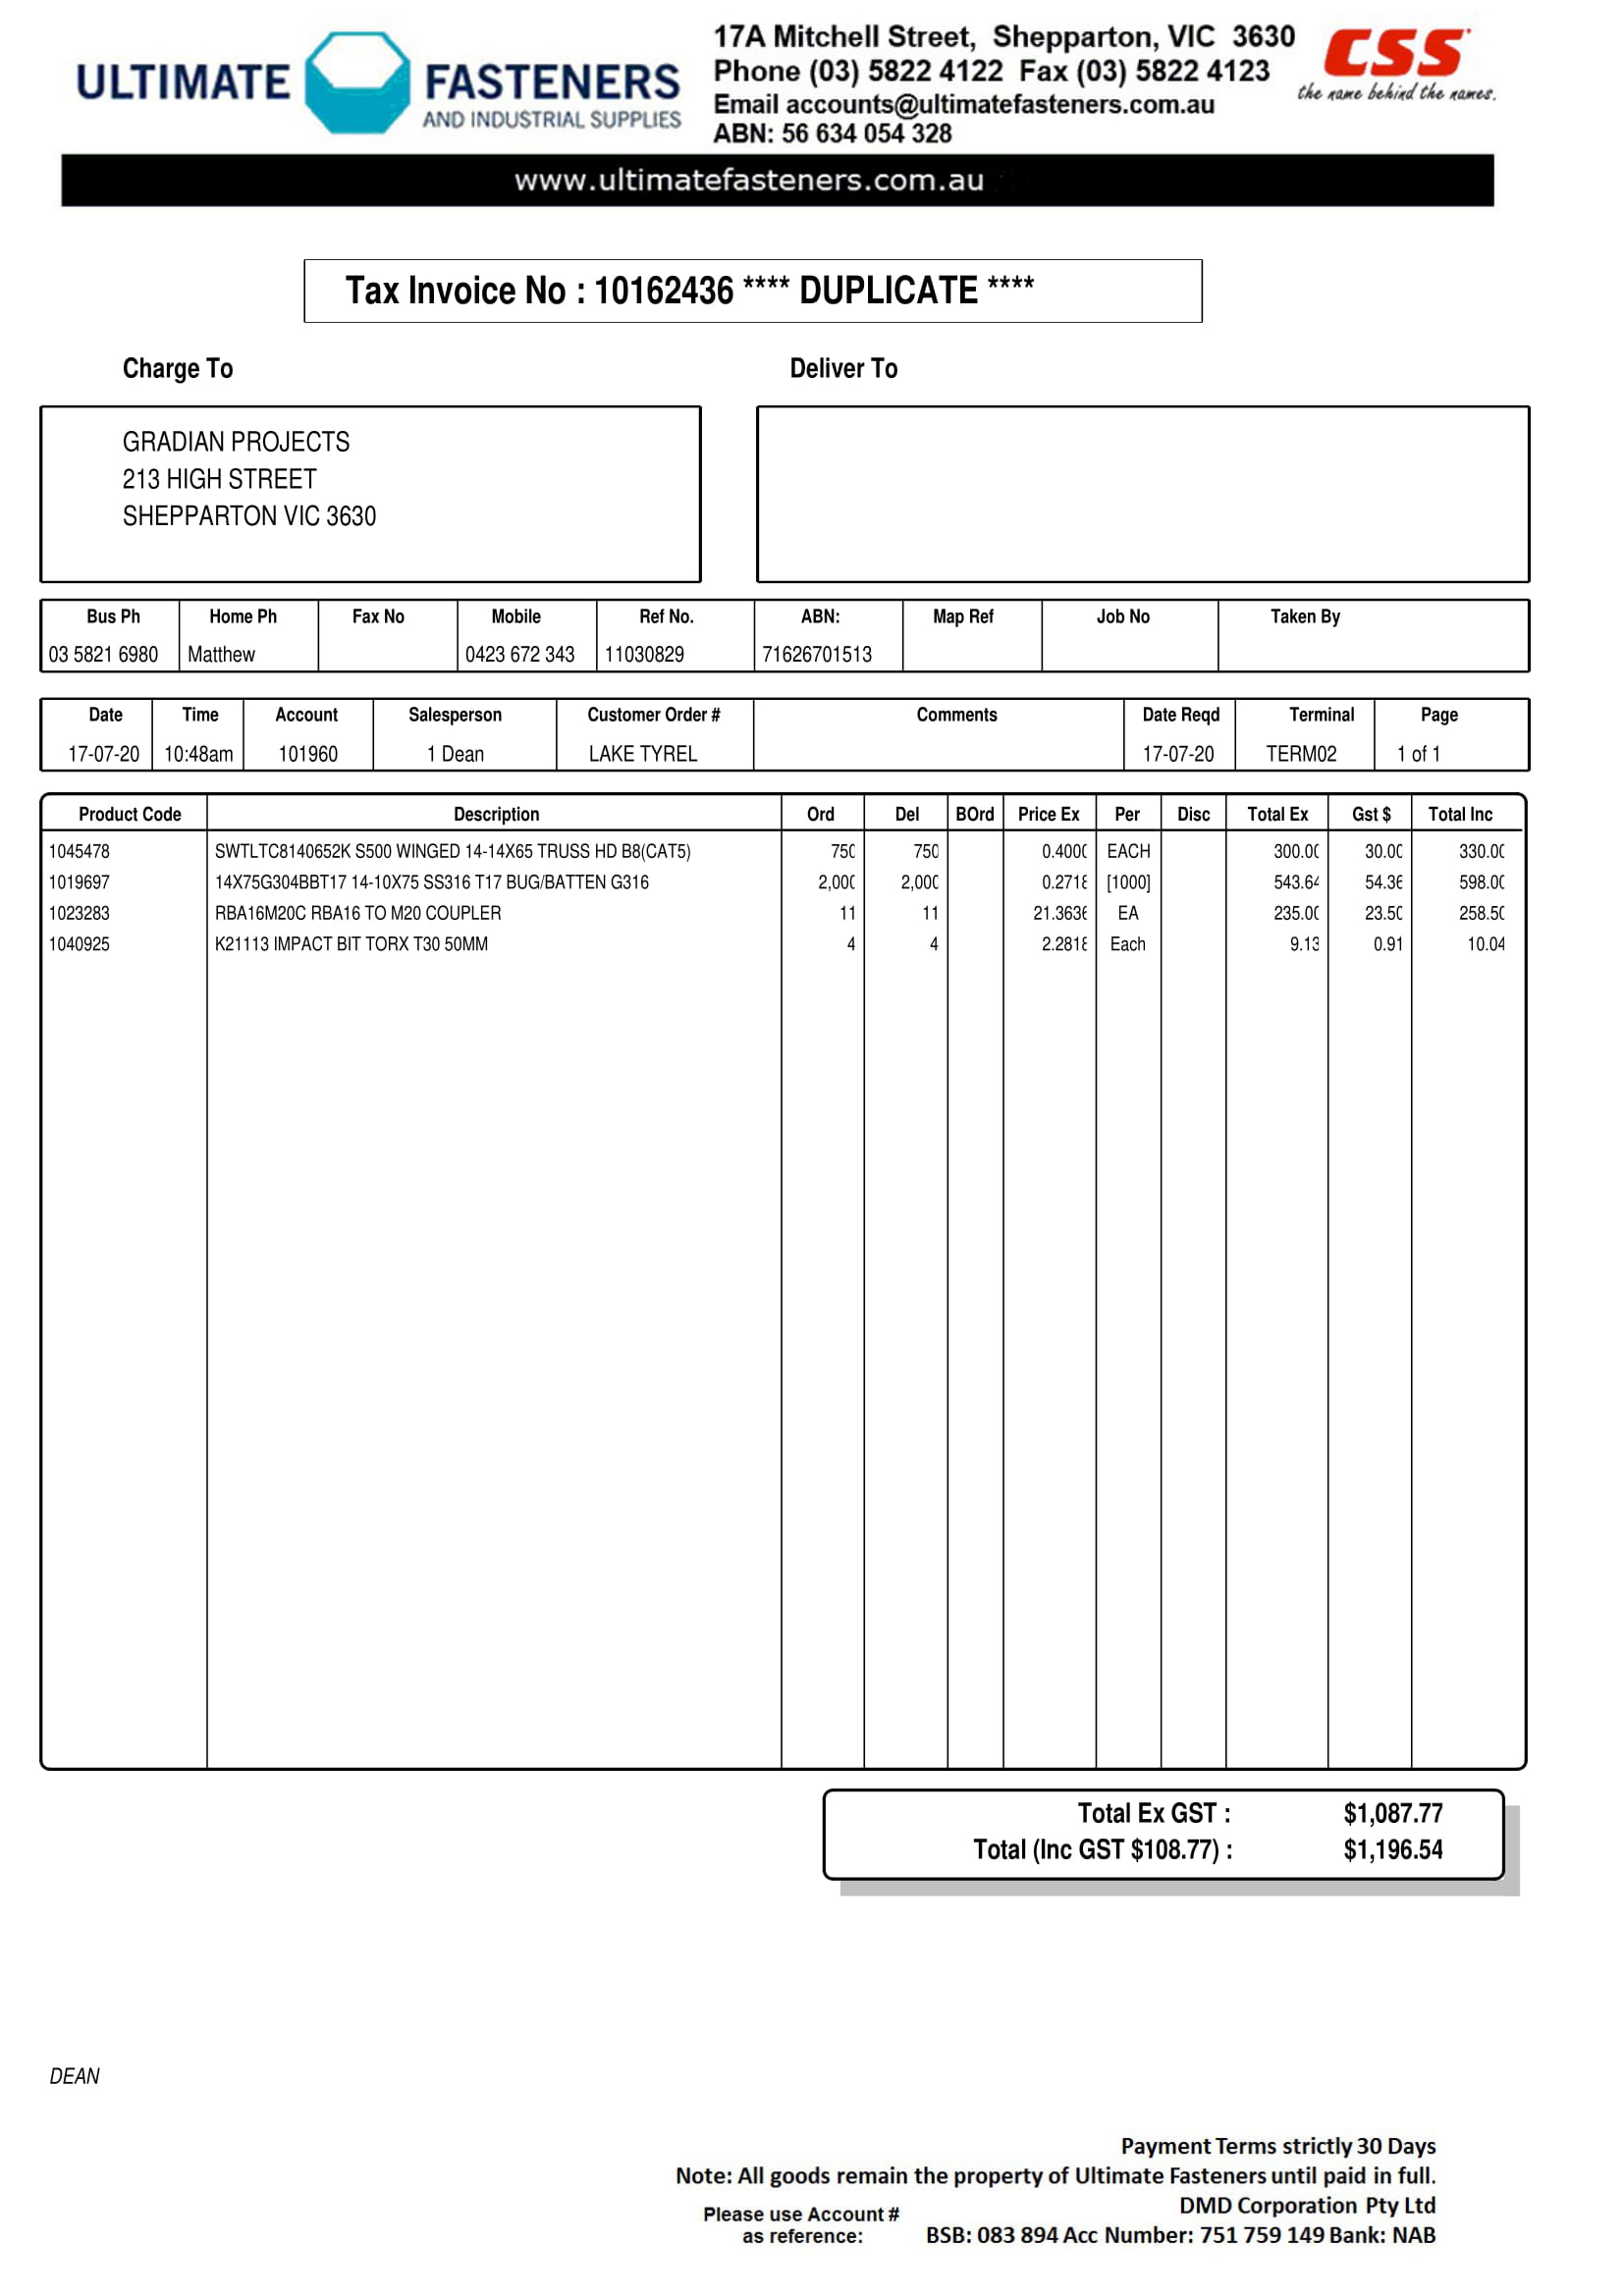 ULTIMATE FASTENERS
AND INDUSTRIAL SUPPLIES
17A Mitchell Street, Shepparton, VIC 3630
Phone (03) 5822 4122 Fax (03) 5822 4123
Email accounts@ultimatefasteners.com.au
ABN: 56 634 054 328
CSS
the name behind the names.
www.ultimatefasteners.com.au
Tax Invoice No : 10162436 **** DUPLICATE ****
Charge To Deliver To
GRADIAN PROJECTS
213 HIGH STREET
SHEPPARTON VIC 3630
Bus Ph Home Ph Fax No Mobile Ref No. ABN: Map Ref Job No Taken By
03 5821 6980 Matthew 0423 672 343 11030829 71626701513
Date Time Account Salesperson Customer Order # Comments Date Reqd Terminal Page
17-07-20 10:48am 101960 1 Dean LAKE TYREL 17-07-20 TERM02 1 of 1
Product Code Description Ord Del BOrd Price Ex Per Disc Total Ex Gst $ Total Inc
1045478 SWTLTC8140652K S500 WINGED 14-14X65 TRUSS HD B8(CAT5) 750 750 0.4000 EACH 300.00 30.00 330.00
1019697 14X75G304BBT17 14-10X75 SS316 T17 BUG/BATTEN G316 2,000 2,000 0.2718 [1000] 543.64 54.36 598.00
1023283 RBA16M20C RBA16 TO M20 COUPLER 11 11 21.3636 EA 235.00 23.50 258.50
1040925 K21113 IMPACT BIT TORX T30 50MM 4 4 2.2818 Each 9.13 0.91 10.04
Total Ex GST : $1,087.77
Total (Inc GST $108.77) : $1,196.54
DEAN
Payment Terms strictly 30 Days
Note: All goods remain the property of Ultimate Fasteners until paid in full.
DMD Corporation Pty Ltd
Please use Account #
as reference: BSB: 083 894 Acc Number: 751 759 149 Bank: NAB